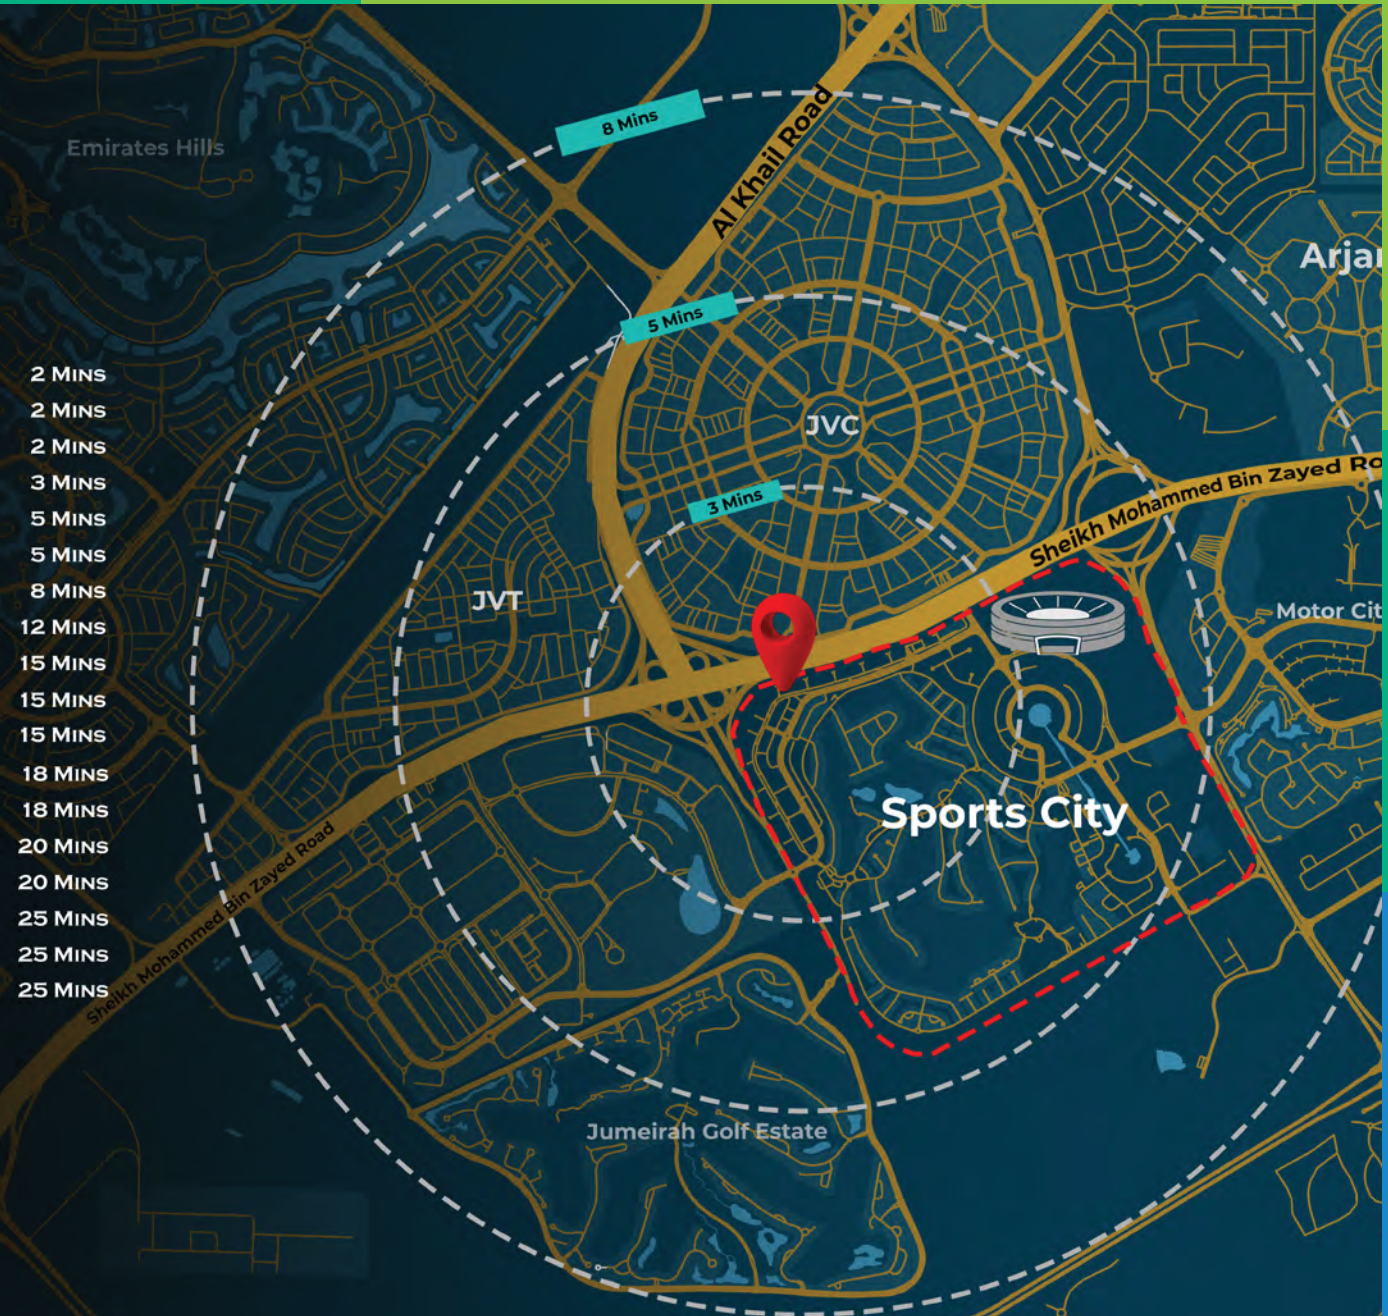 8 Mins
Al Khail Road
Emirates Hills
Arjan
5 Mins
2 Mins
2 Mins
2 Mins
3 Mins
5 Mins
5 Mins
8 Mins
12 Mins
15 Mins
15 Mins
15 Mins
18 Mins
18 Mins
20 Mins
20 Mins
25 Mins
25 Mins
25 Mins
JVC
3 Mins
Sheikh Mohammed Bin Zayed Ro
JVT
Motor Cit
Sports City
Sheikh Mohammed Bin Zayed Road
Jumeirah Golf Estate